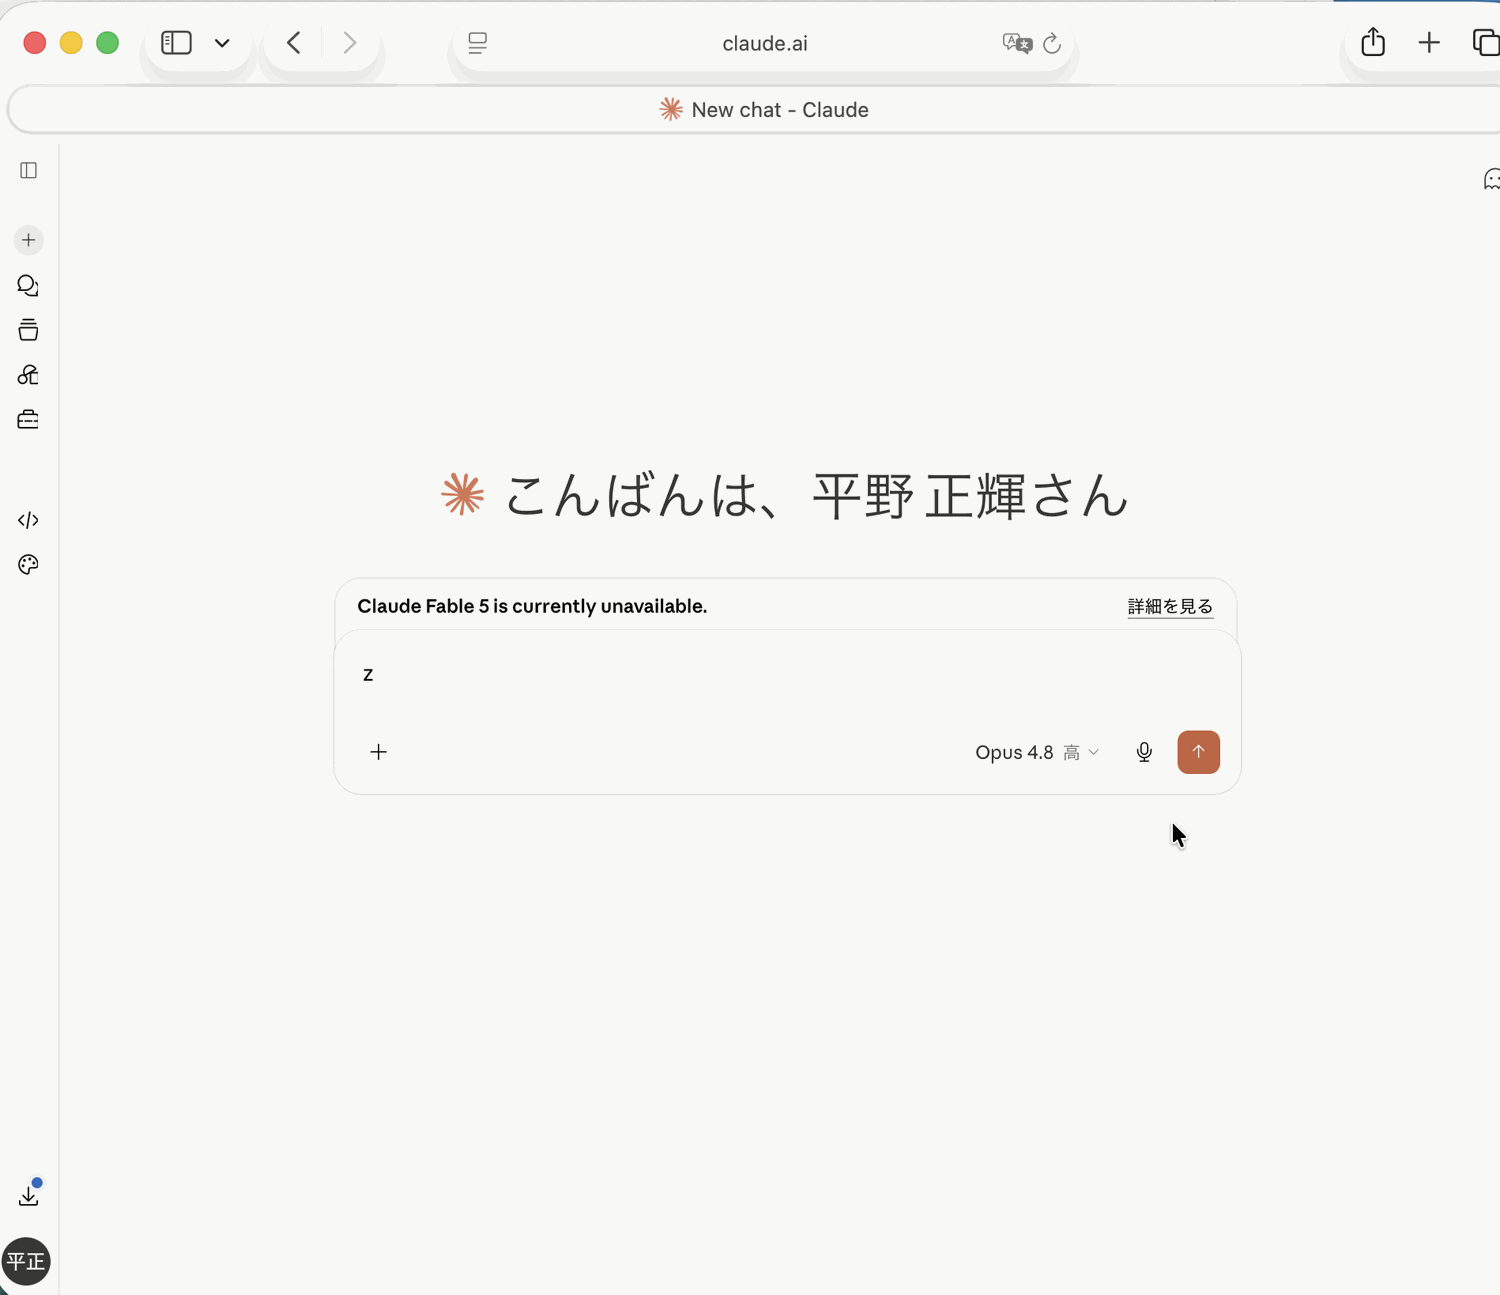 claude.ai
New chat - Claude
こんばんは、平野 正輝さん
Claude Fable 5 is currently unavailable.
詳細を見る
z
Opus 4.8 高
平正